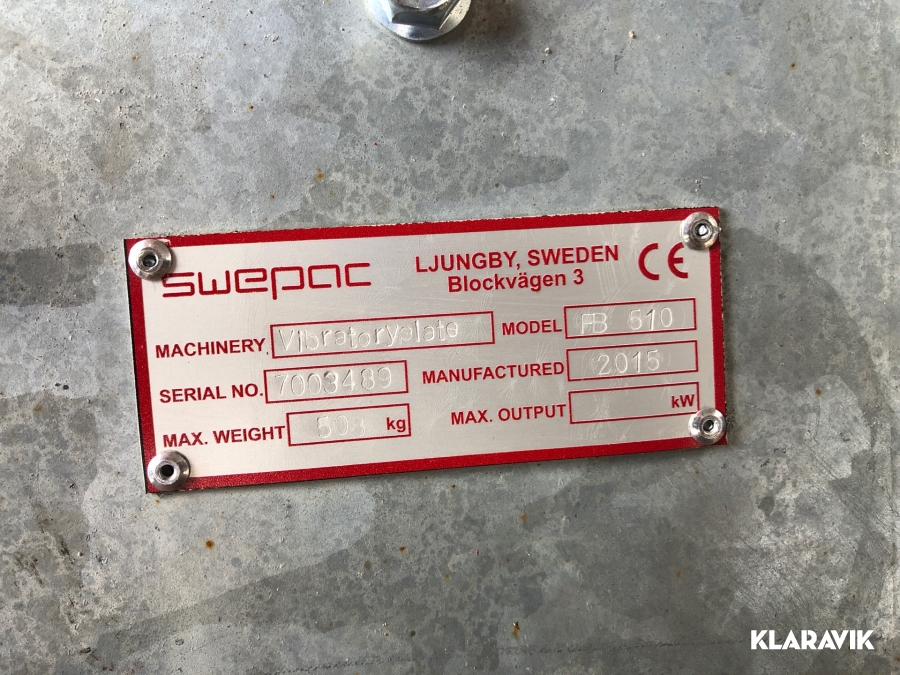 swepac
LJUNGBY, SWEDEN
Blockvägen 3
CE
MACHINERY Vibratoryplate
MODEL FB 510
SERIAL NO. 7003489
MANUFACTURED 2015
MAX. WEIGHT kg
MAX. OUTPUT kW
KLARAVIK